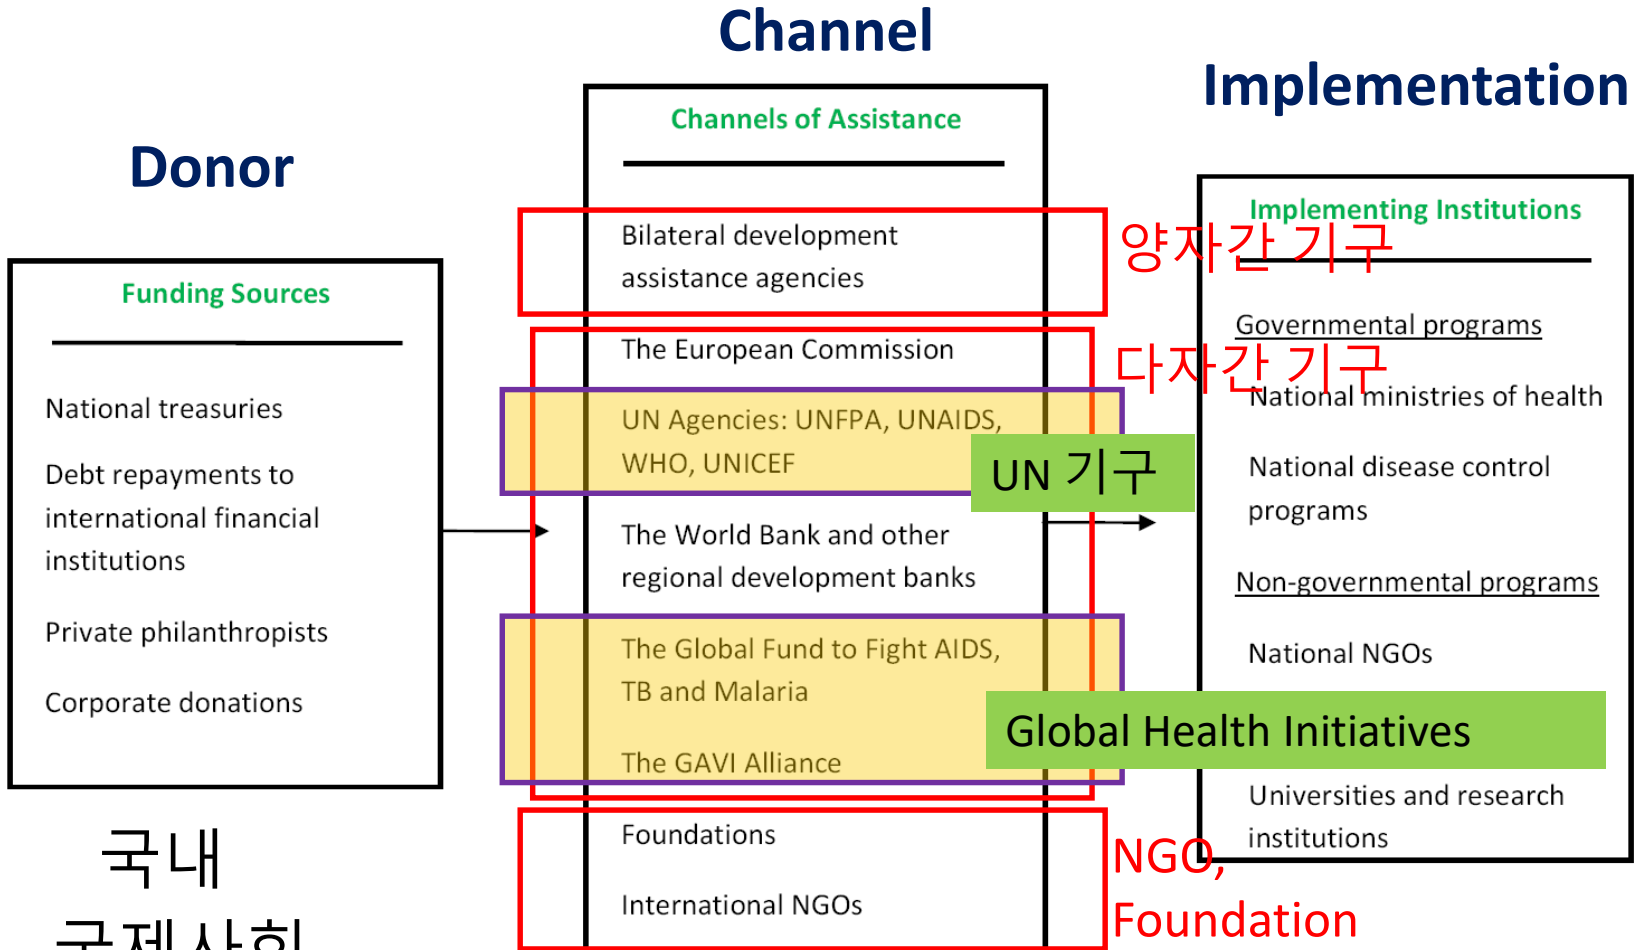 Channel
Implementation
Donor
Funding Sources
National treasuries
Debt repayments to
international financial
institutions
Private philanthropists
Corporate donations
국내
국제사회
Channels of Assistance
Bilateral development
assistance agencies
양자간 기구
The European Commission
다자간 기구
UN Agencies: UNFPA, UNAIDS,
WHO, UNICEF
UN 기구
The World Bank and other
regional development banks
The Global Fund to Fight AIDS,
TB and Malaria
The GAVI Alliance
Global Health Initiatives
Foundations
International NGOs
NGO,
Foundation
Implementing Institutions
Governmental programs
National ministries of health
National disease control
programs
Non-governmental programs
National NGOs
Universities and research
institutions